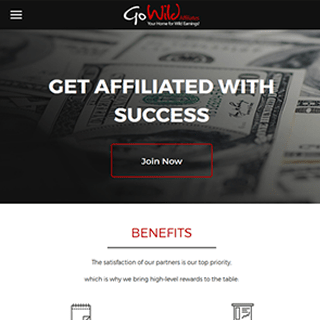 GoWild Affiliates
Your Home for Wild Earnings!
GET AFFILIATED WITH
SUCCESS
Join Now
BENEFITS
The satisfaction of our partners is our top priority,
which is why we bring high-level rewards to the table.